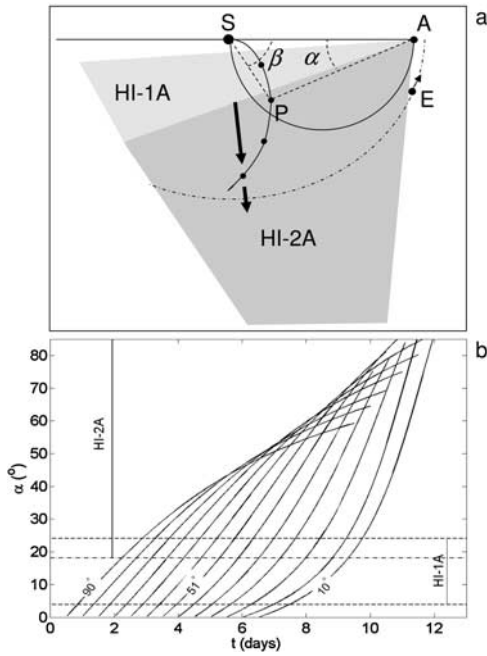 a
S
A
β
α
HI-1A
P
E
HI-2A
b
80
70
60
50
40
30
20
10
0
α (°)
HI-2A
HI-1A
90°
51°
10°
0 2 4 6 8 10 12
t (days)